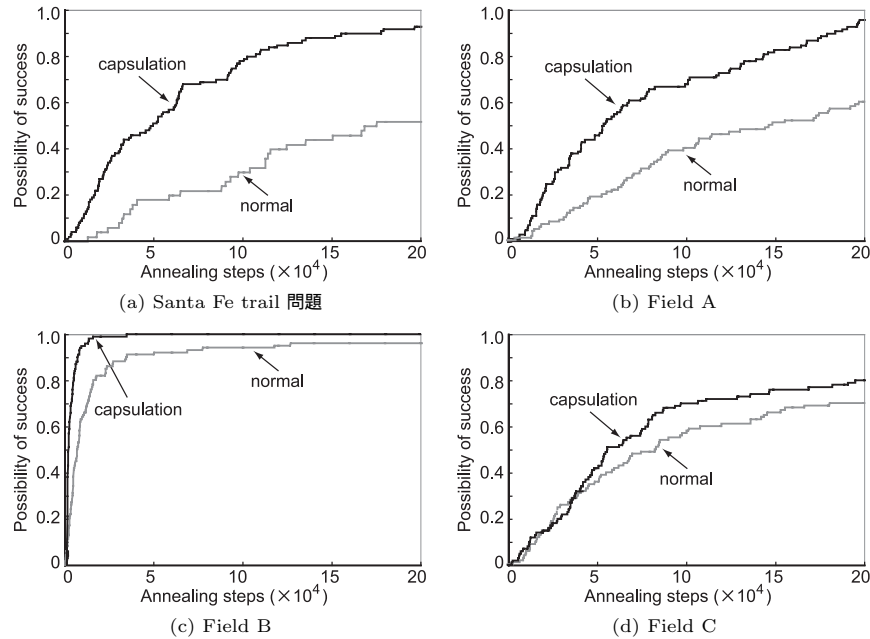 Possibility of success
1.0
0.8
0.6
0.4
0.2
0
capsulation
normal
0 5 10 15 20
Annealing steps (×10⁴)
(a) Santa Fe trail 問題
Possibility of success
1.0
0.8
0.6
0.4
0.2
0
capsulation
normal
0 5 10 15 20
Annealing steps (×10⁴)
(b) Field A
Possibility of success
1.0
0.8
0.6
0.4
0.2
0
normal
capsulation
0 5 10 15 20
Annealing steps (×10⁴)
(c) Field B
Possibility of success
1.0
0.8
0.6
0.4
0.2
0
capsulation
normal
0 5 10 15 20
Annealing steps (×10⁴)
(d) Field C